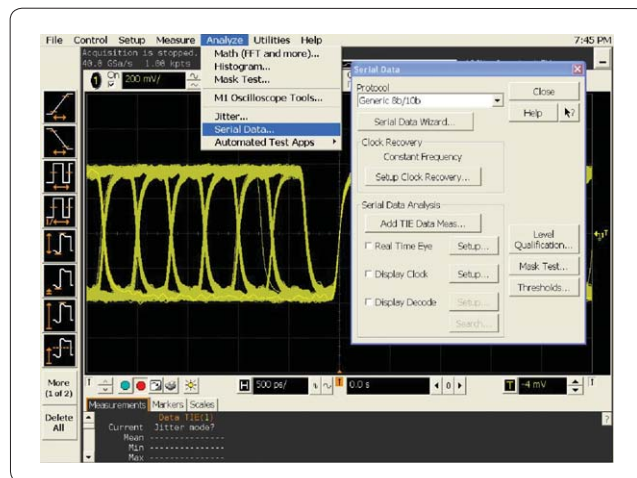 File Control Setup Measure Analyze Utilities Help 7:45 PM
Acquisition is stopped.
40.0 GSa/s 1.00 kpts
1 On 200 mV/
Math (FFT and more)...
Histogram...
Mask Test...
M1 Oscilloscope Tools...
Jitter...
Serial Data...
Automated Test Apps
Serial Data
Protocol
Generic 8b/10b
Close
Serial Data Wizard...
Help
Clock Recovery
Constant Frequency
Setup Clock Recovery...
Serial Data Analysis
Add TIE Data Meas...
Real Time Eye Setup...
Level Qualification...
Display Clock Setup...
Mask Test...
Display Decode Setup...
Thresholds...
Search...
More
(1 of 2)
Delete
All
H 500 ps/ 0.0 s 0 T -4 mV
Measurements Markers Scales
Data TIE(1)
Current Jitter mode?
Mean --------------
Min --------------
Max --------------